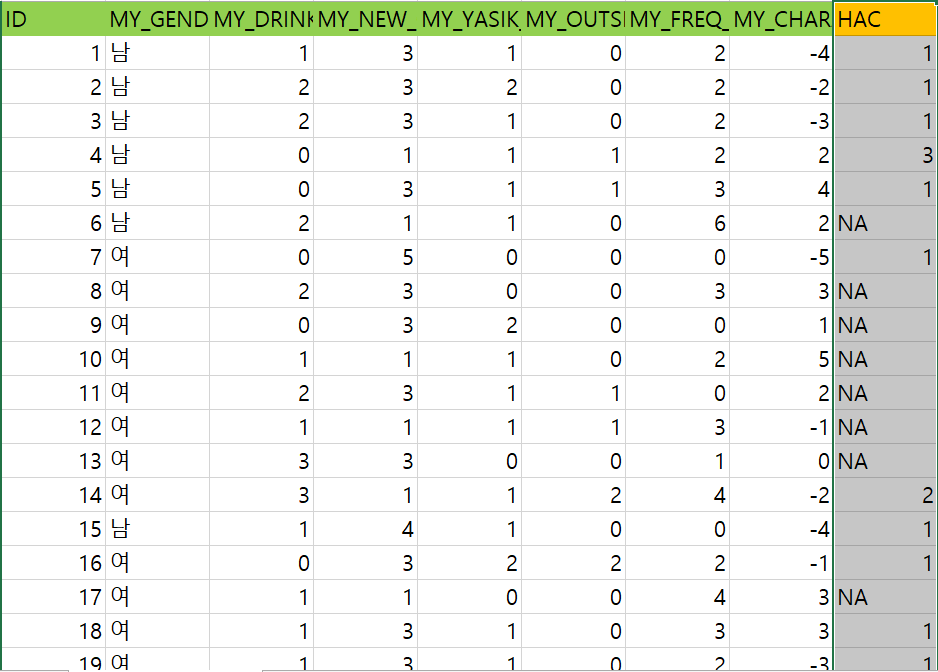 ID MY_GEND MY_DRINK MY_NEW_ MY_YASIK_ MY_OUTSI MY_FREQ_ MY_CHAR HAC
1 남 1 3 1 0 2 -4 1
2 남 2 3 2 0 2 -2 1
3 남 2 3 1 0 2 -3 1
4 남 0 1 1 1 2 2 3
5 남 0 3 1 1 3 4 1
6 남 2 1 1 0 6 2 NA
7 여 0 5 0 0 0 -5 1
8 여 2 3 0 0 3 3 NA
9 여 0 3 2 0 0 1 NA
10 여 1 1 1 0 2 5 NA
11 여 2 3 1 1 0 2 NA
12 여 1 1 1 1 3 -1 NA
13 여 3 3 0 0 1 0 NA
14 여 3 1 1 2 4 -2 2
15 남 1 4 1 0 0 -4 1
16 여 0 3 2 2 2 -1 1
17 여 1 1 0 0 4 3 NA
18 여 1 3 1 0 3 3 1
19 여 1 3 1 0 2 -3 1